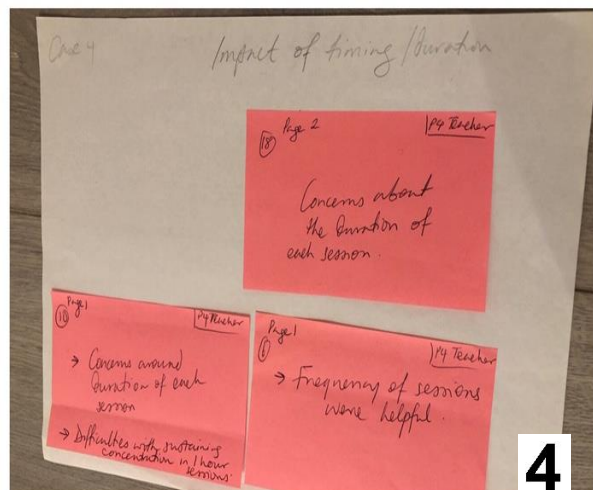 Case 4
Impact of timing/Duration
Page 2
P4 Teacher
18
Concerns about
the Duration of
each session.
Page 1
P4 Teacher
10
→ Concerns around
Duration of each
session
→ Difficulties with sustaining
concentration in 1 hour
sessions.
Page 1
P4 Teacher
→ Frequency of sessions
were helpful.
4